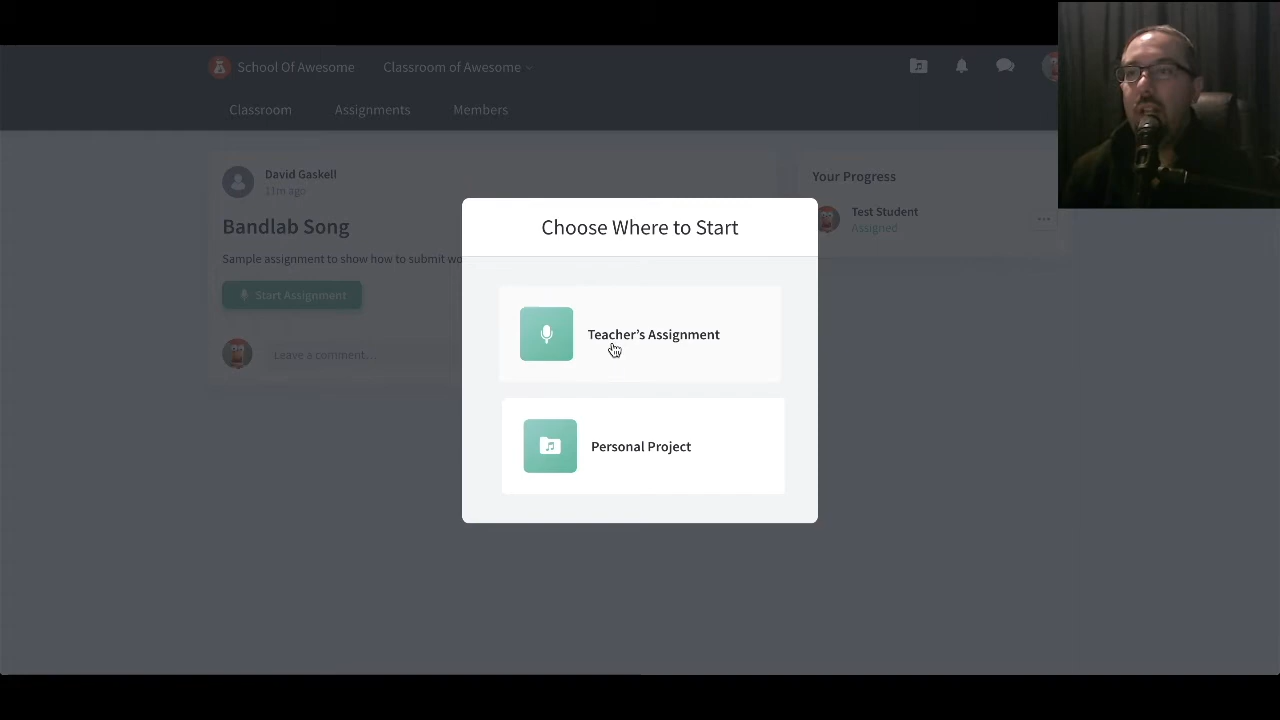 School Of Awesome
Classroom of Awesome
Classroom
Assignments
Members
David Gaskell
11m ago
Bandlab Song
Sample assignment to show how to submit wo
Start Assignment
Leave a comment...
Choose Where to Start
Teacher's Assignment
Personal Project
Your Progress
Test Student
Assigned